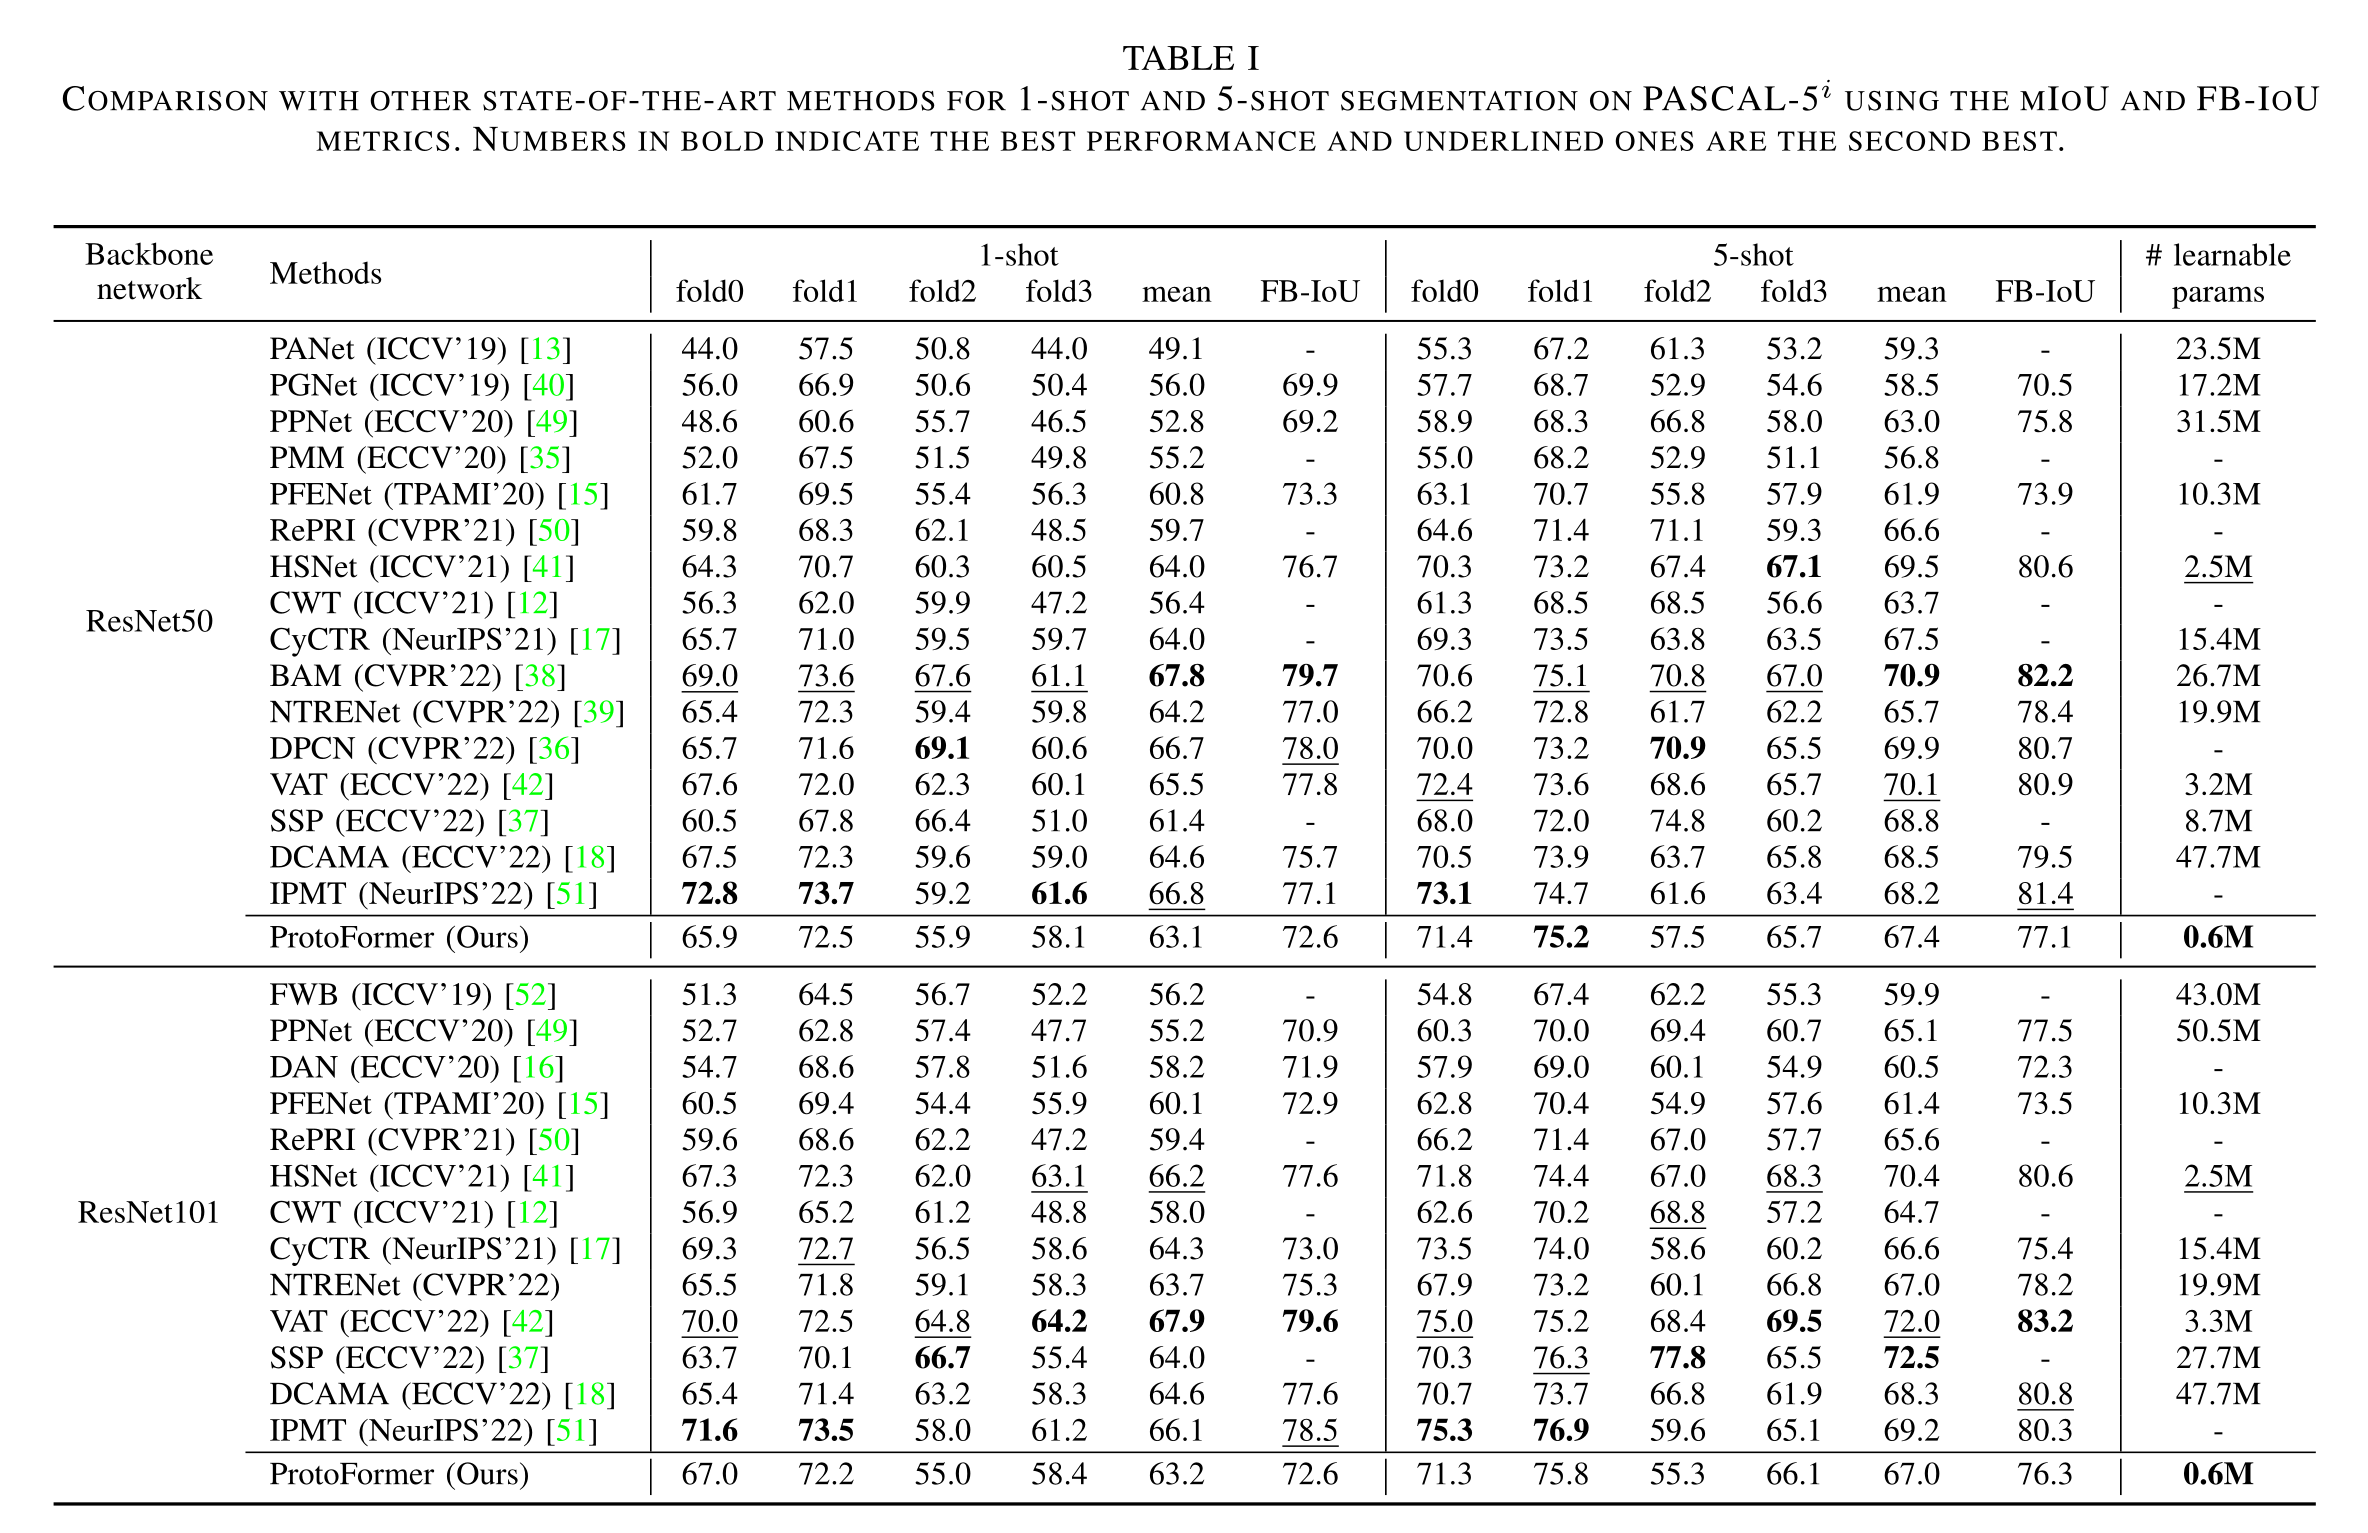 TABLE I
COMPARISON WITH OTHER STATE-OF-THE-ART METHODS FOR 1-SHOT AND 5-SHOT SEGMENTATION ON PASCAL-5^i USING THE MIOU AND FB-IOU
METRICS. NUMBERS IN BOLD INDICATE THE BEST PERFORMANCE AND UNDERLINED ONES ARE THE SECOND BEST.
Backbone network Methods 1-shot 5-shot # learnable params
fold0 fold1 fold2 fold3 mean FB-IoU fold0 fold1 fold2 fold3 mean FB-IoU
ResNet50
PANet (ICCV'19) [13] 44.0 57.5 50.8 44.0 49.1 - 55.3 67.2 61.3 53.2 59.3 - 23.5M
PGNet (ICCV'19) [40] 56.0 66.9 50.6 50.4 56.0 69.9 57.7 68.7 52.9 54.6 58.5 70.5 17.2M
PPNet (ECCV'20) [49] 48.6 60.6 55.7 46.5 52.8 69.2 58.9 68.3 66.8 58.0 63.0 75.8 31.5M
PMM (ECCV'20) [35] 52.0 67.5 51.5 49.8 55.2 - 55.0 68.2 52.9 51.1 56.8 - -
PFENet (TPAMI'20) [15] 61.7 69.5 55.4 56.3 60.8 73.3 63.1 70.7 55.8 57.9 61.9 73.9 10.3M
RePRI (CVPR'21) [50] 59.8 68.3 62.1 48.5 59.7 - 64.6 71.4 71.1 59.3 66.6 - -
HSNet (ICCV'21) [41] 64.3 70.7 60.3 60.5 64.0 76.7 70.3 73.2 67.4 67.1 69.5 80.6 2.5M
CWT (ICCV'21) [12] 56.3 62.0 59.9 47.2 56.4 - 61.3 68.5 68.5 56.6 63.7 - -
CyCTR (NeurIPS'21) [17] 65.7 71.0 59.5 59.7 64.0 - 69.3 73.5 63.8 63.5 67.5 - 15.4M
BAM (CVPR'22) [38] 69.0 73.6 67.6 61.1 67.8 79.7 70.6 75.1 70.8 67.0 70.9 82.2 26.7M
NTRENet (CVPR'22) [39] 65.4 72.3 59.4 59.8 64.2 77.0 66.2 72.8 61.7 62.2 65.7 78.4 19.9M
DPCN (CVPR'22) [36] 65.7 71.6 69.1 60.6 66.7 78.0 70.0 73.2 70.9 65.5 69.9 80.7 -
VAT (ECCV'22) [42] 67.6 72.0 62.3 60.1 65.5 77.8 72.4 73.6 68.6 65.7 70.1 80.9 3.2M
SSP (ECCV'22) [37] 60.5 67.8 66.4 51.0 61.4 - 68.0 72.0 74.8 60.2 68.8 - 8.7M
DCAMA (ECCV'22) [18] 67.5 72.3 59.6 59.0 64.6 75.7 70.5 73.9 63.7 65.8 68.5 79.5 47.7M
IPMT (NeurIPS'22) [51] 72.8 73.7 59.2 61.6 66.8 77.1 73.1 74.7 61.6 63.4 68.2 81.4 -
ProtoFormer (Ours) 65.9 72.5 55.9 58.1 63.1 72.6 71.4 75.2 57.5 65.7 67.4 77.1 0.6M
ResNet101
FWB (ICCV'19) [52] 51.3 64.5 56.7 52.2 56.2 - 54.8 67.4 62.2 55.3 59.9 - 43.0M
PPNet (ECCV'20) [49] 52.7 62.8 57.4 47.7 55.2 70.9 60.3 70.0 69.4 60.7 65.1 77.5 50.5M
DAN (ECCV'20) [16] 54.7 68.6 57.8 51.6 58.2 71.9 57.9 69.0 60.1 54.9 60.5 72.3 -
PFENet (TPAMI'20) [15] 60.5 69.4 54.4 55.9 60.1 72.9 62.8 70.4 54.9 57.6 61.4 73.5 10.3M
RePRI (CVPR'21) [50] 59.6 68.6 62.2 47.2 59.4 - 66.2 71.4 67.0 57.7 65.6 - -
HSNet (ICCV'21) [41] 67.3 72.3 62.0 63.1 66.2 77.6 71.8 74.4 67.0 68.3 70.4 80.6 2.5M
CWT (ICCV'21) [12] 56.9 65.2 61.2 48.8 58.0 - 62.6 70.2 68.8 57.2 64.7 - -
CyCTR (NeurIPS'21) [17] 69.3 72.7 56.5 58.6 64.3 73.0 73.5 74.0 58.6 60.2 66.6 75.4 15.4M
NTRENet (CVPR'22) 65.5 71.8 59.1 58.3 63.7 75.3 67.9 73.2 60.1 66.8 67.0 78.2 19.9M
VAT (ECCV'22) [42] 70.0 72.5 64.8 64.2 67.9 79.6 75.0 75.2 68.4 69.5 72.0 83.2 3.3M
SSP (ECCV'22) [37] 63.7 70.1 66.7 55.4 64.0 - 70.3 76.3 77.8 65.5 72.5 - 27.7M
DCAMA (ECCV'22) [18] 65.4 71.4 63.2 58.3 64.6 77.6 70.7 73.7 66.8 61.9 68.3 80.8 47.7M
IPMT (NeurIPS'22) [51] 71.6 73.5 58.0 61.2 66.1 78.5 75.3 76.9 59.6 65.1 69.2 80.3 -
ProtoFormer (Ours) 67.0 72.2 55.0 58.4 63.2 72.6 71.3 75.8 55.3 66.1 67.0 76.3 0.6M